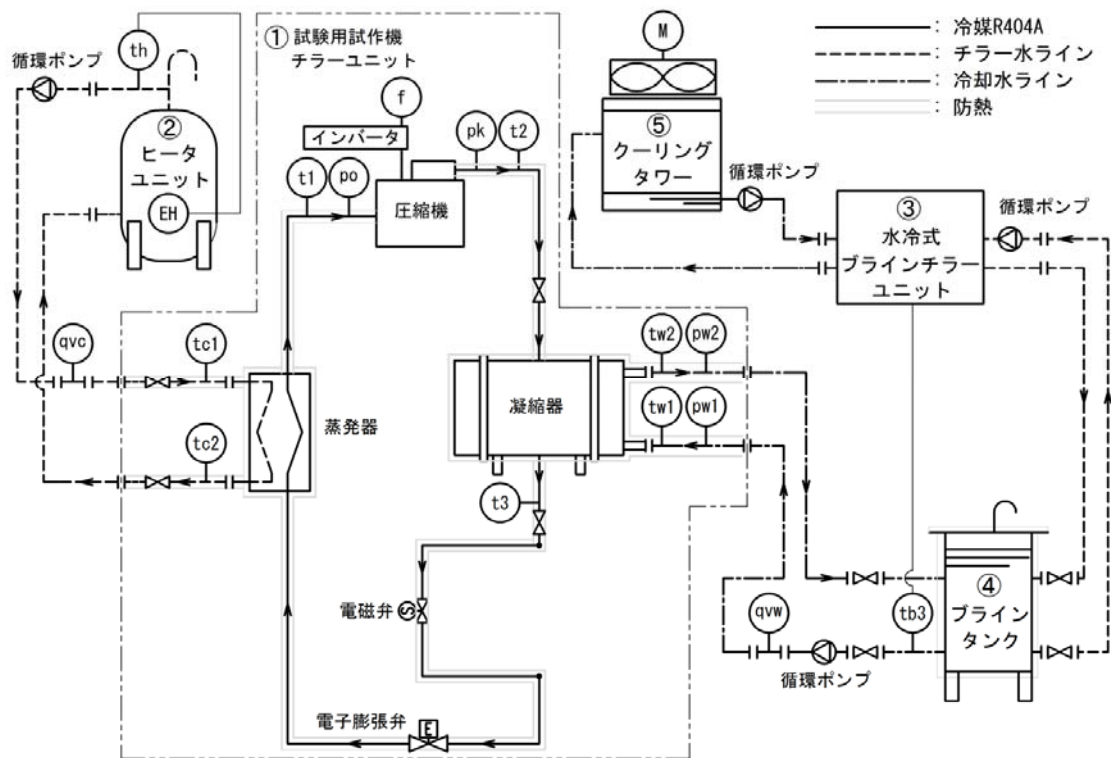 ① 試験用試作機
チラーユニット
th
循環ポンプ
②
ヒータ
ユニット
EH
f
インバータ
pk
t2
t1
po
圧縮機
M
⑤
クーリング
タワー
循環ポンプ
③
水冷式
ブラインチラー
ユニット
循環ポンプ
: 冷媒R404A
: チラー水ライン
: 冷却水ライン
: 防熱
qvc
tc1
tc2
蒸発器
凝縮器
tw2
pw2
tw1
pw1
t3
電磁弁
S
電子膨張弁
E
qvw
循環ポンプ
tb3
④
ブライン
タンク